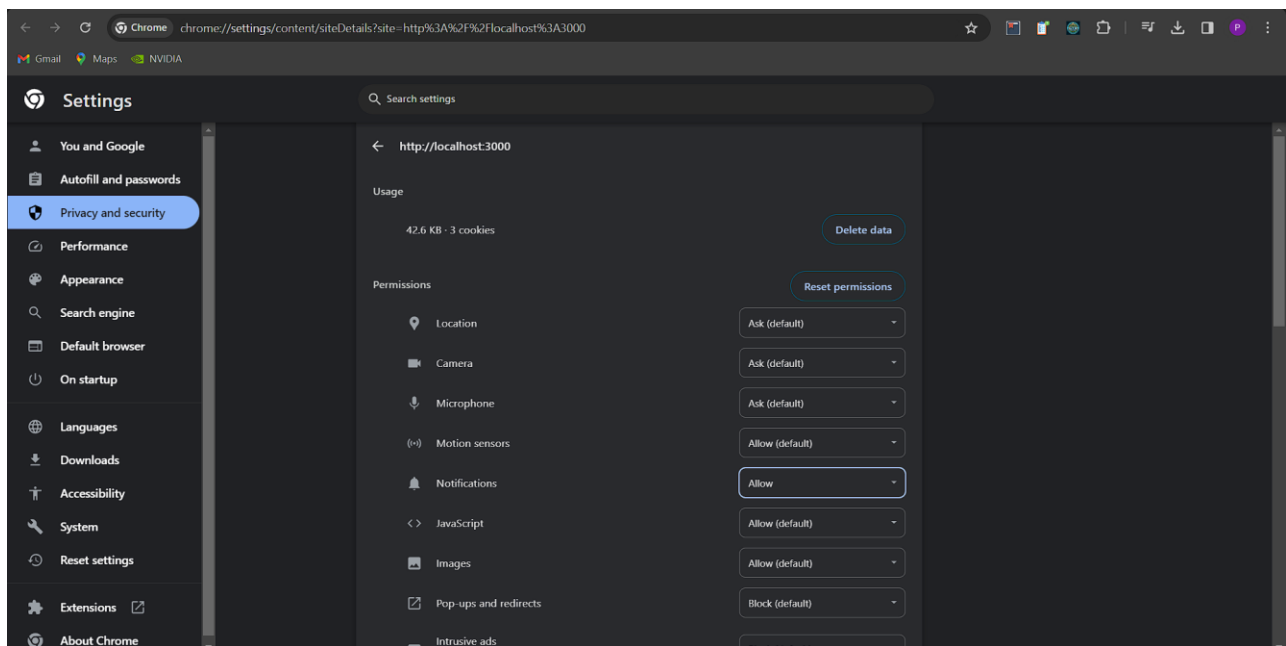 Chrome chrome://settings/content/siteDetails?site=http%3A%2F%2Flocalhost%3A3000
P
Gmail Maps NVIDIA
Settings
Search settings
You and Google
Autofill and passwords
Privacy and security
Performance
Appearance
Search engine
Default browser
On startup
Languages
Downloads
Accessibility
System
Reset settings
Extensions
About Chrome
http://localhost:3000
Usage
42.6 KB · 3 cookies Delete data
Permissions Reset permissions
Location Ask (default)
Camera Ask (default)
Microphone Ask (default)
Motion sensors Allow (default)
Notifications Allow
JavaScript Allow (default)
Images Allow (default)
Pop-ups and redirects Block (default)
Intrusive ads